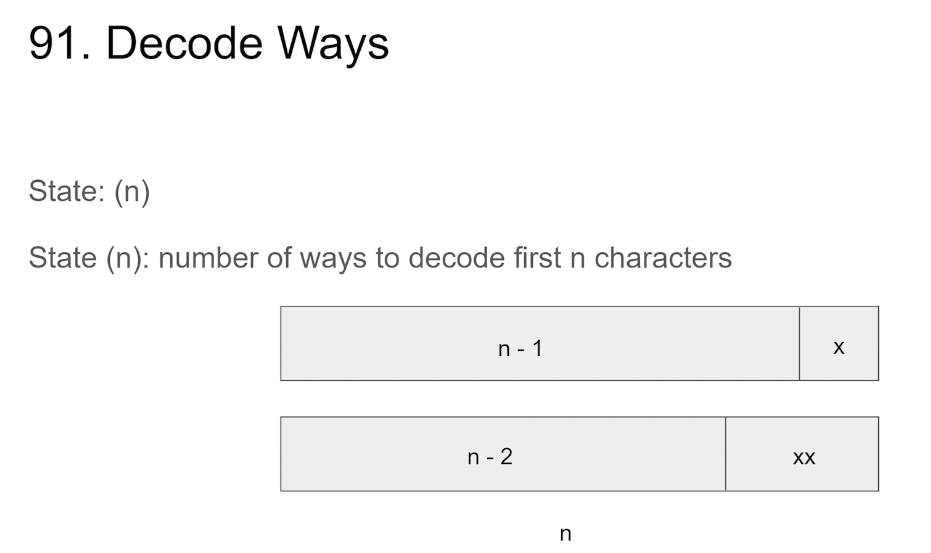 91. Decode Ways
State: (n)
State (n): number of ways to decode first n characters
n - 1 x
n - 2 xx
n